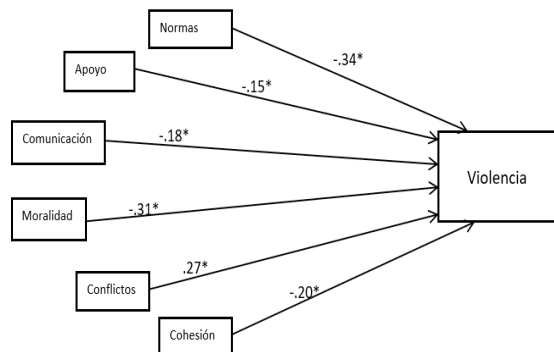 Normas
-.34*
Apoyo
-.15*
Comunicación
-.18*
Violencia
Moralidad
-.31*
Conflictos
.27*
-.20*
Cohesión